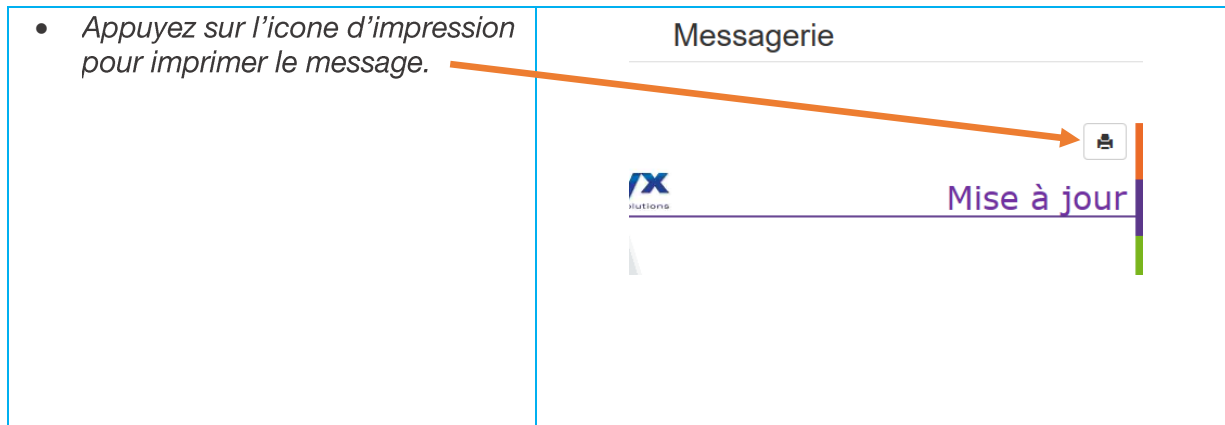 • Appuyez sur l’icone d’impression
pour imprimer le message.
Messagerie
Mise à jour